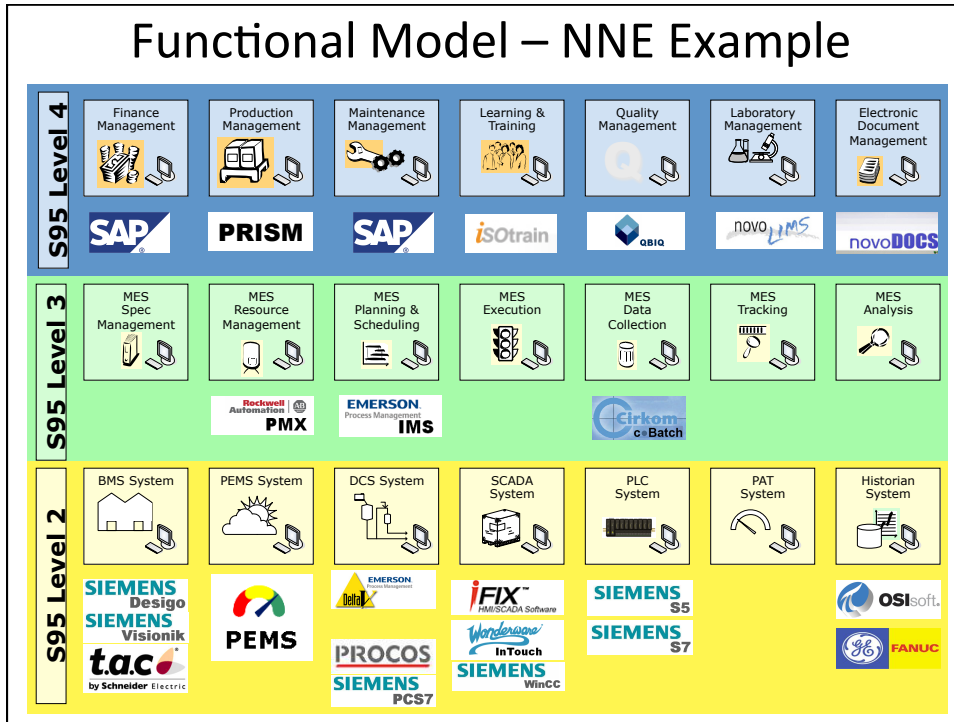 Functional Model – NNE Example
S95 Level 4
Finance
Management
Production
Management
Maintenance
Management
Learning &
Training
Quality
Management
Laboratory
Management
Electronic
Document
Management
Q
SAP®
PRISM
SAP®
iSOtrain
QBIQ
novo LIMS
novoDOCS
S95 Level 3
MES
Spec
Management
MES
Resource
Management
MES
Planning &
Scheduling
MES
Execution
MES
Data
Collection
MES
Tracking
MES
Analysis
Rockwell
Automation AB
PMX
EMERSON.
Process Management
IMS
Cirkom
c•Batch
S95 Level 2
BMS System
PEMS System
DCS System
SCADA
System
PLC
System
PAT
System
Historian
System
SIEMENS
Desigo
SIEMENS
Visionik
t.a.c
by Schneider Electric
PEMS
EMERSON.
Process Management
DeltaV
PROCOS
SIEMENS
PCS7
iFIX™
HMI/SCADA Software
Wonderware
InTouch
SIEMENS
WinCC
SIEMENS
S5
SIEMENS
S7
OSIsoft.
GE FANUC